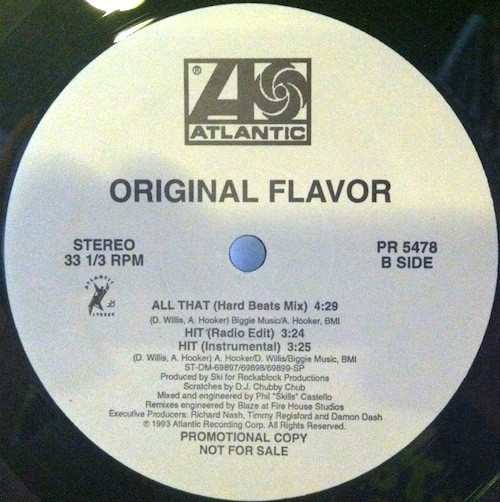 ®
ATLANTIC
ORIGINAL FLAVOR
STEREO
33 1/3 RPM
PR 5478
B SIDE
ATLANTIC
STREET
ALL THAT (Hard Beats Mix) 4:29
(D. Willis, A. Hooker) Biggie Music/A. Hooker, BMI
HIT (Radio Edit) 3:24
HIT (Instrumental) 3:25
(D. Willis, A. Hooker) A. Hooker/D. Willis/Biggie Music, BMI
ST-DM-69897/69898/69899-SP
Produced by Ski for Rockablock Productions
Scratches by D.J. Chubby Chub
Mixed and engineered by Phil "Skills" Castello
Remixes engineered by Blaze at Fire House Studios
Executive Producers: Richard Nash, Timmy Regisford and Damon Dash
℗ 1993 Atlantic Recording Corp. All Rights Reserved.
PROMOTIONAL COPY
NOT FOR SALE